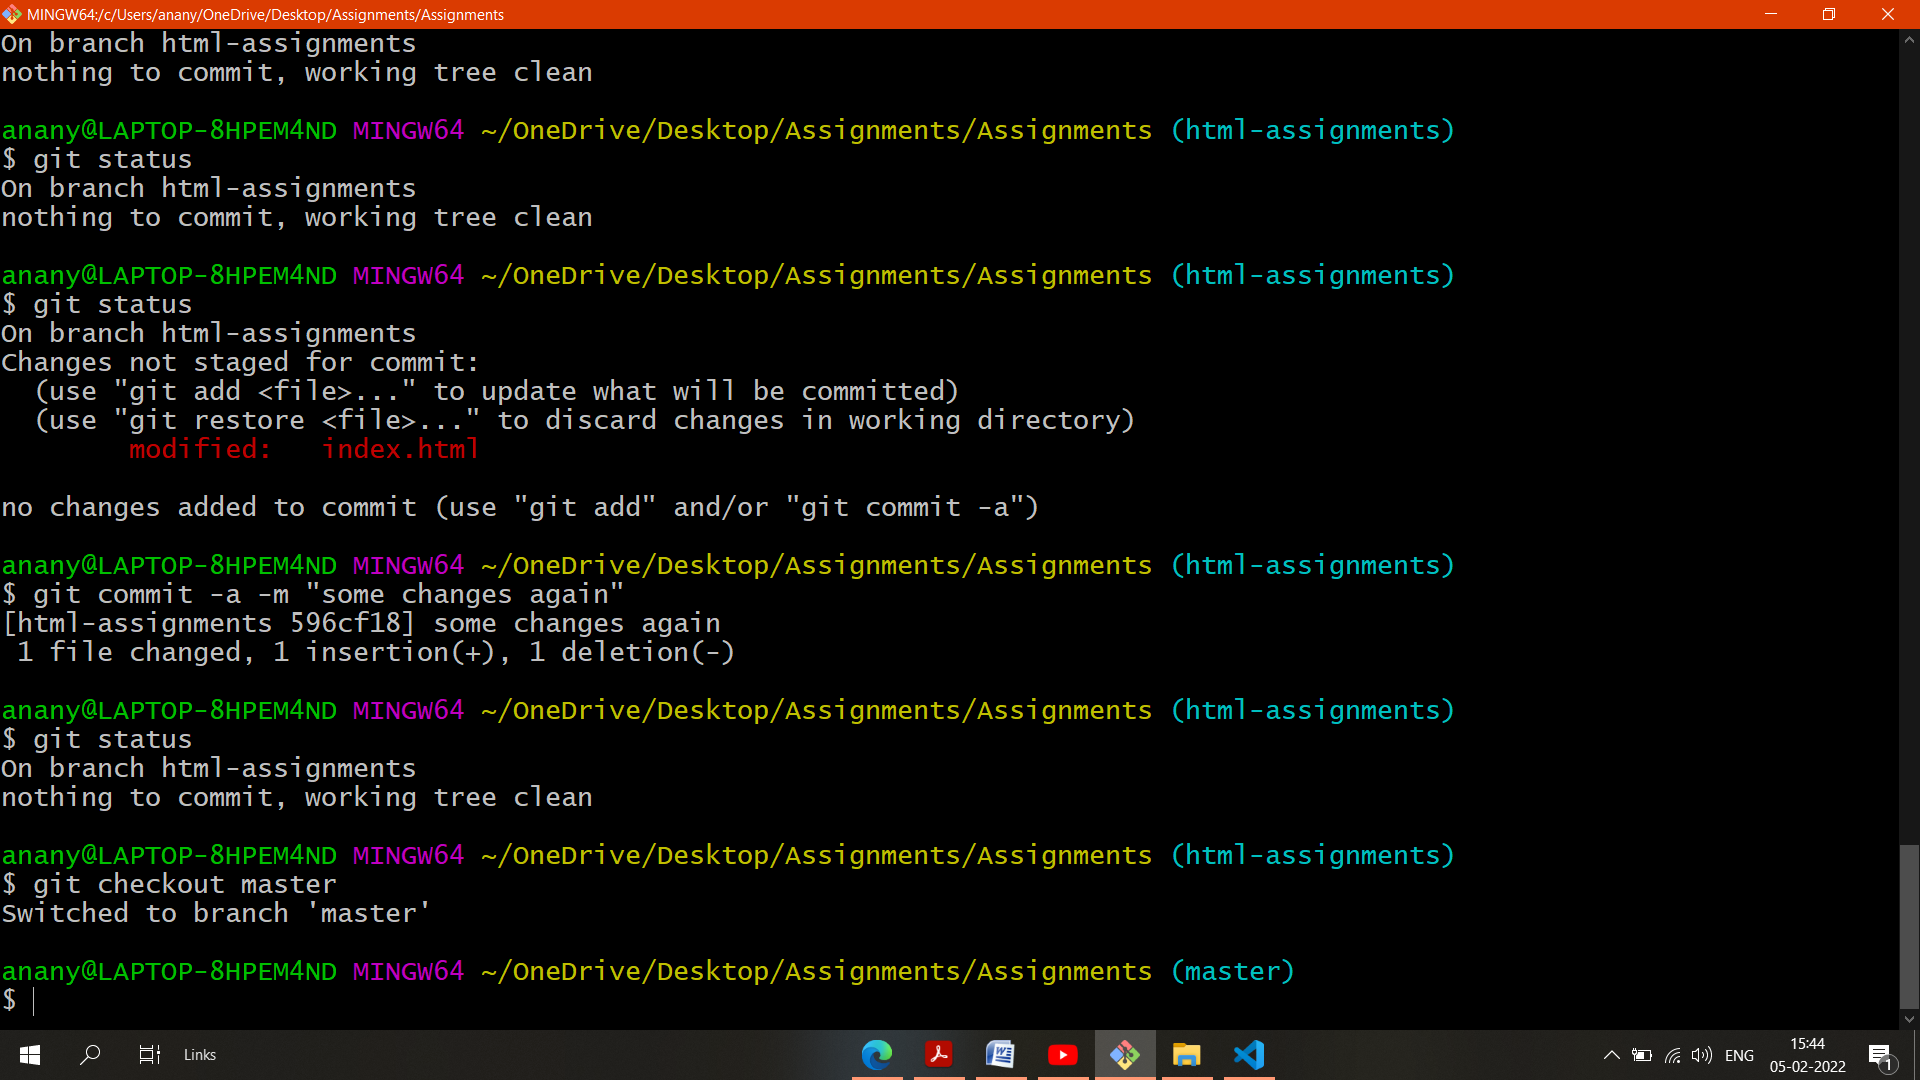 MINGW64:/c/Users/anany/OneDrive/Desktop/Assignments/Assignments
On branch html-assignments
nothing to commit, working tree clean
anany@LAPTOP-8HPEM4ND MINGW64 ~/OneDrive/Desktop/Assignments/Assignments (html-assignments)
$ git status
On branch html-assignments
nothing to commit, working tree clean
anany@LAPTOP-8HPEM4ND MINGW64 ~/OneDrive/Desktop/Assignments/Assignments (html-assignments)
$ git status
On branch html-assignments
Changes not staged for commit:
  (use "git add <file>..." to update what will be committed)
  (use "git restore <file>..." to discard changes in working directory)
        modified:   index.html
no changes added to commit (use "git add" and/or "git commit -a")
anany@LAPTOP-8HPEM4ND MINGW64 ~/OneDrive/Desktop/Assignments/Assignments (html-assignments)
$ git commit -a -m "some changes again"
[html-assignments 596cf18] some changes again
 1 file changed, 1 insertion(+), 1 deletion(-)
anany@LAPTOP-8HPEM4ND MINGW64 ~/OneDrive/Desktop/Assignments/Assignments (html-assignments)
$ git status
On branch html-assignments
nothing to commit, working tree clean
anany@LAPTOP-8HPEM4ND MINGW64 ~/OneDrive/Desktop/Assignments/Assignments (html-assignments)
$ git checkout master
Switched to branch 'master'
anany@LAPTOP-8HPEM4ND MINGW64 ~/OneDrive/Desktop/Assignments/Assignments (master)
$
Links
ENG
15:44
05-02-2022
1